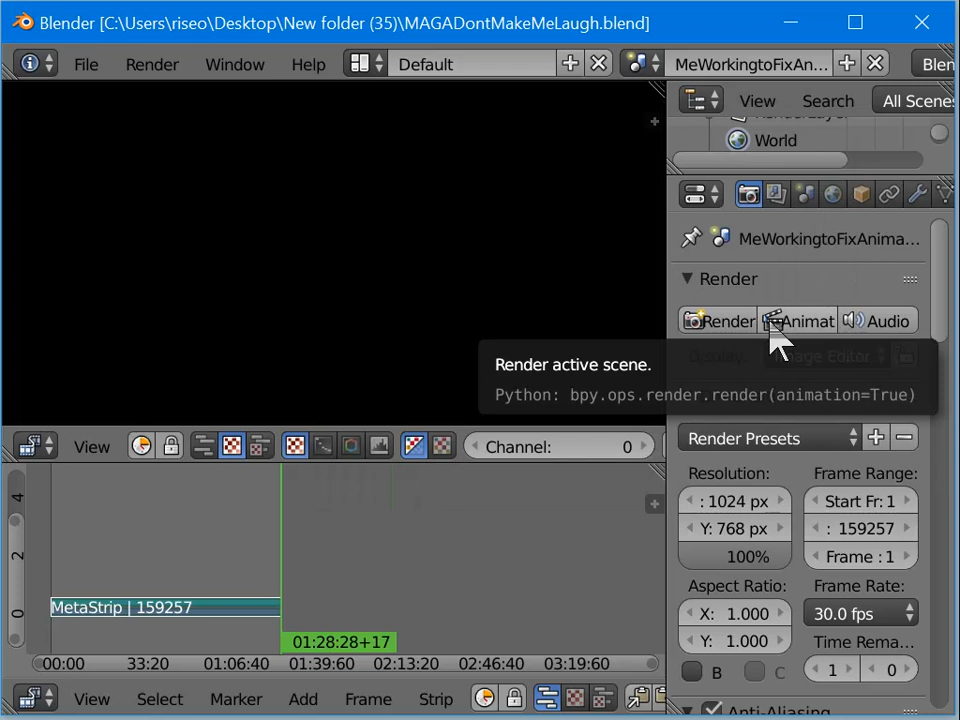 Blender [C:\Users\riseo\Desktop\New folder (35)\MAGADontMakeMeLaugh.blend]
File Render Window Help Default MeWorkingtoFixAn... Blen
View Search All Scenes
World
MeWorkingtoFixAnima...
Render
Render Animat Audio
Render active scene.
Python: bpy.ops.render.render(animation=True)
Render Presets
View Channel: 0
Resolution: Frame Range:
: 1024 px Start Fr: 1
Y: 768 px : 159257
100% Frame : 1
Aspect Ratio: Frame Rate:
X: 1.000 30.0 fps
Y: 1.000 Time Rema...
B C 1 0
4
2
0
MetaStrip | 159257
01:28:28+17
00:00 33:20 01:06:40 01:39:60 02:13:20 02:46:40 03:19:60
View Select Marker Add Frame Strip
Anti-Aliasing